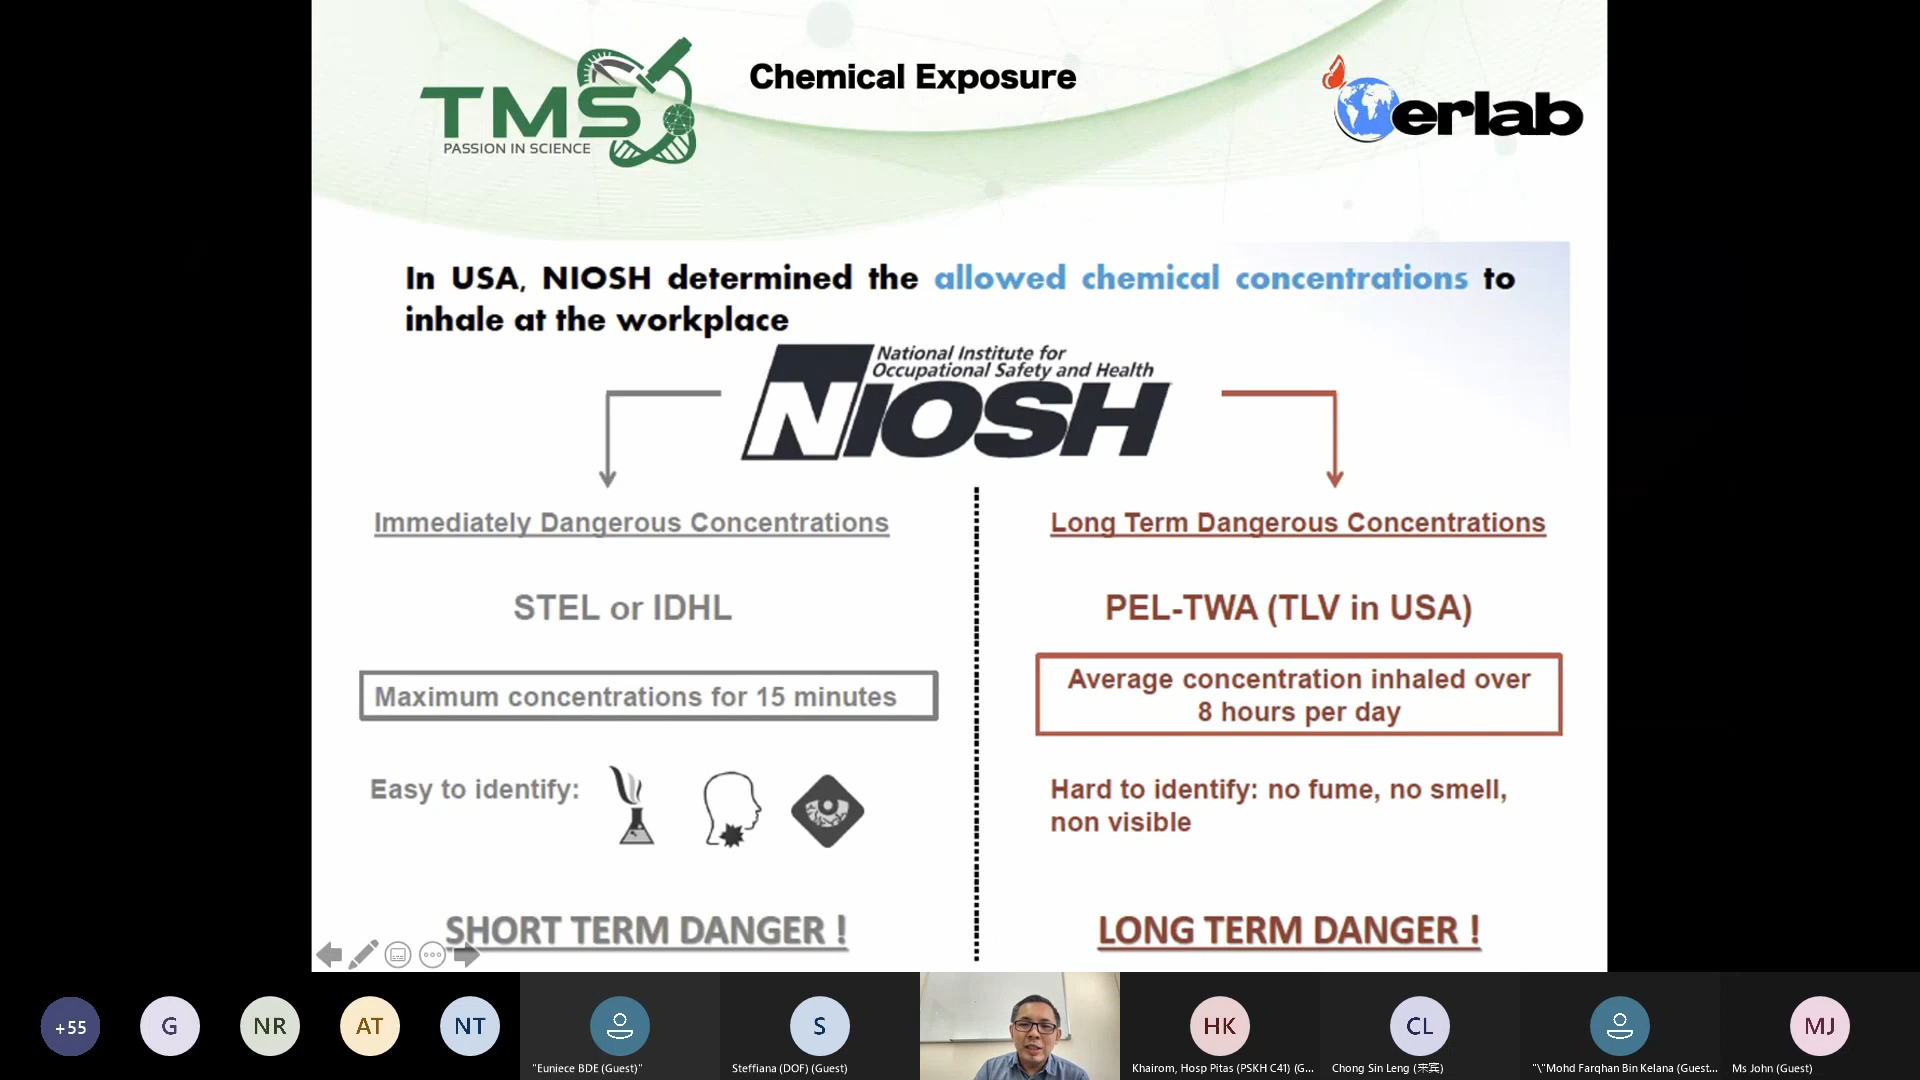 TMS
PASSION IN SCIENCE
Chemical Exposure
erlab
In USA, NIOSH determined the allowed chemical concentrations to
inhale at the workplace
National Institute for
Occupational Safety and Health
NIOSH
Immediately Dangerous Concentrations
STEL or IDHL
Maximum concentrations for 15 minutes
Easy to identify:
SHORT TERM DANGER !
Long Term Dangerous Concentrations
PEL-TWA (TLV in USA)
Average concentration inhaled over
8 hours per day
Hard to identify: no fume, no smell,
non visible
LONG TERM DANGER !
+55
G
NR
AT
NT
"Euniece BDE (Guest)"
S
Steffiana (DOF) (Guest)
HK
Khairom, Hosp Pitas (PSKH C41) (G...
CL
Chong Sin Leng (来宾)
"\"Mohd Farqhan Bin Kelana (Guest...
MJ
Ms John (Guest)